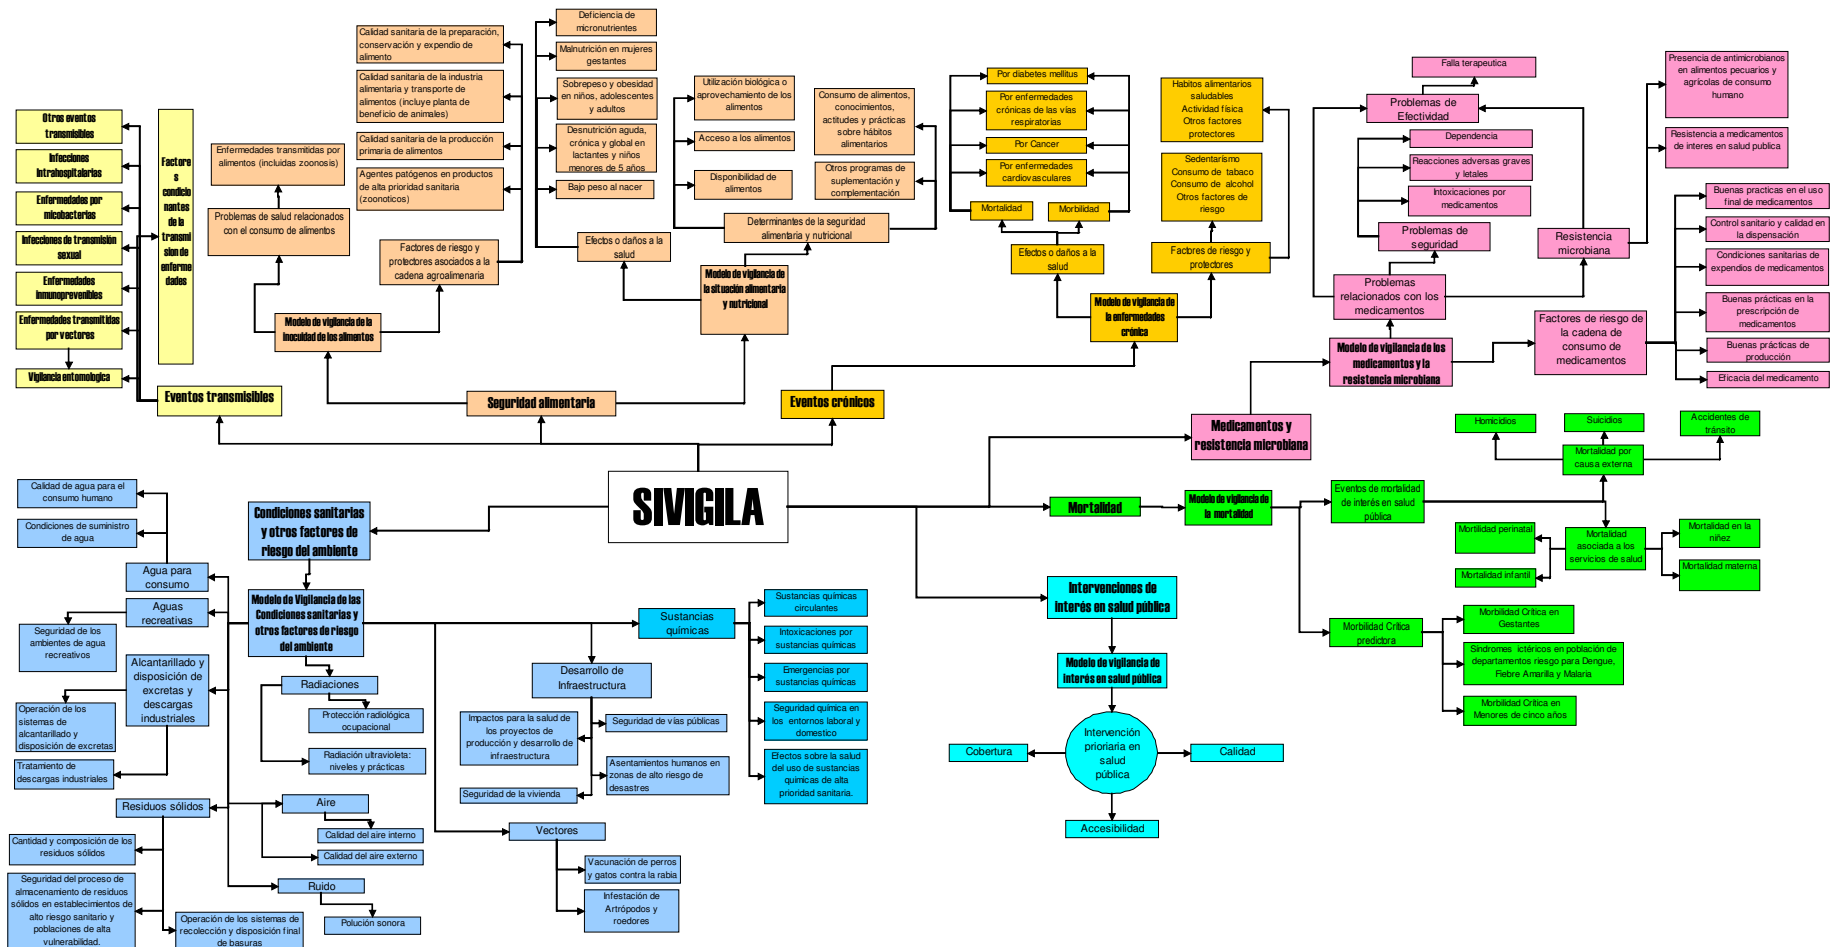 Otros eventos
transmisibles
Infecciones
Intrahospitalarias
Enfermedades por
micobacterias
Infecciones de transmisión
sexual
Enfermedades
inmunoprevenibles
Enfermedades transmitidas
por vectores
Vigilancia entomologica
Factore
s
condicio
nantes
de la
transmi
sion de
enferme
dades
Eventos transmisibles
Enfermedades transmitidas por
alimentos (incluidas zoonosis)
Problemas de salud relacionados
con el consumo de alimentos
Calidad sanitaria de la preparación,
conservación y expendio de
alimento
Calidad sanitaria de la industria
alimentaria y transporte de
alimentos (incluye planta de
beneficio de animales)
Calidad sanitaria de la producción
primaria de alimentos
Agentes patógenos en productos
de alta prioridad sanitaria
(zoonoticos)
Factores de riesgo y
protectores asociados a la
cadena agroalimenaria
Modelo de vigilancia de la
inocuidad de los alimentos
Deficiencia de
micronutrientes
Malnutrición en mujeres
gestantes
Sobrepeso y obesidad
en niños, adolescentes
y adultos
Desnutrición aguda,
crónica y global en
lactantes y niños
menores de 5 años
Bajo peso al nacer
Efectos o daños a la
salud
Utilización biológica o
aprovechamiento de los
alimentos
Acceso a los alimentos
Disponibilidad de
alimentos
Consumo de alimentos,
conocimientos,
actitudes y prácticas
sobre hábitos
alimentarios
Otros programas de
suplementación y
complementación
Determinantes de la seguridad
alimentaria y nutricional
Modelo de vigilancia de
la situación alimentaria
y nutricional
Seguridad alimentaria
Por diabetes mellitus
Por enfermedades
crónicas de las vías
respiratorias
Por Cancer
Por enfermedades
cardiovasculares
Mortalidad
Morbilidad
Efectos o daños a la
salud
Habitos alimentarios
saludables
Actividad física
Otros factores
protectores
Sedentarismo
Consumo de tabaco
Consumo de alcohol
Otros factores de
riesgo
Factores de riesgo y
protectores
Modelo de vigilancia de
la enfermedades
crónica
Eventos crónicos
Falla terapeutica
Problemas de
Efectividad
Dependencia
Reacciones adversas graves
y letales
Intoxicaciones por
medicamentos
Problemas de
seguridad
Problemas
relacionados con los
medicamentos
Resistencia
microbiana
Presencia de antimicrobianos
en alimentos pecuarios y
agrícolas de consumo
humano
Resistencia a medicamentos
de interes en salud publica
Buenas practicas en el uso
final de medicamentos
Control sanitario y calidad en
la dispensación
Condiciones sanitarias de
expendios de medicamentos
Buenas prácticas en la
prescripción de
medicamentos
Buenas prácticas de
producción
Eficacia del medicamento
Factores de riesgo de
la cadena de
consumo de
medicamentos
Modelo de vigilancia de los
medicamentos y la
resistencia microbiana
Medicamentos y
resistencia microbiana
SIVIGILA
Mortalidad
Modelo de vigilancia de
la mortalidad
Eventos de mortalidad
de interés en salud
pública
Homicidios
Suicidios
Accidentes de
tránsito
Mortalidad por
causa externa
Mortalidad
asociada a los
servicios de salud
Mortilidad perinatal
Mortalidad infantil
Mortalidad en la
niñez
Mortalidad materna
Morbilidad Crítica
predictora
Morbilidad Crítica en
Gestantes
Síndromes  ictéricos en población de
departamentos riesgo para Dengue,
Fiebre Amarilla y Malaria
Morbilidad Crítica en
Menores de cinco años
Intervenciones de
interés en salud pública
Modelo de vigilancia de
interés en salud pública
Intervención
prioriaria en
salud
pública
Cobertura
Calidad
Accesibilidad
Condiciones sanitarias
y otros factores de
riesgo del ambiente
Modelo de Vigilancia de las
Condiciones sanitarias y
otros factores de riesgo
del ambiente
Calidad de agua para el
consumo humano
Condiciones de suministro
de agua
Agua para
consumo
Aguas
recreativas
Seguridad de los
ambientes de agua
recreativos
Alcantarillado y
disposición de
excretas y
descargas
industriales
Operación de los
sistemas de
alcantarillado y
disposición de excretas
Tratamiento de
descargas industriales
Residuos sólidos
Cantidad y composición de los
residuos sólidos
Seguridad del proceso de
almacenamiento de residuos
sólidos en establecimientos de
alto riesgo sanitario y
poblaciones de alta
vulnerabilidad.
Operación de los sistemas de
recolección y disposición final
de basuras
Radiaciones
Protección radiológica
ocupacional
Radiación ultravioleta:
niveles y prácticas
Aire
Calidad del aire interno
Calidad del aire externo
Ruido
Polución sonora
Desarrollo de
Infraestructura
Impactos para la salud de
los proyectos de
producción y desarrollo de
infraestructura
Seguridad de vías públicas
Asentamientos humanos en
zonas de alto riesgo de
desastres
Seguridad de la vivienda
Vectores
Vacunación de perros
y gatos contra la rabia
Infestación de
Artrópodos y
roedores
Sustancias
químicas
Sustancias químicas
circulantes
Intoxicaciones por
sustancias químicas
Emergencias por
sustancias químicas
Seguridad química en
los  entornos laboral y
domestico
Efectos sobre la salud
del uso de sustancias
quimicas de alta
prioridad sanitaria.